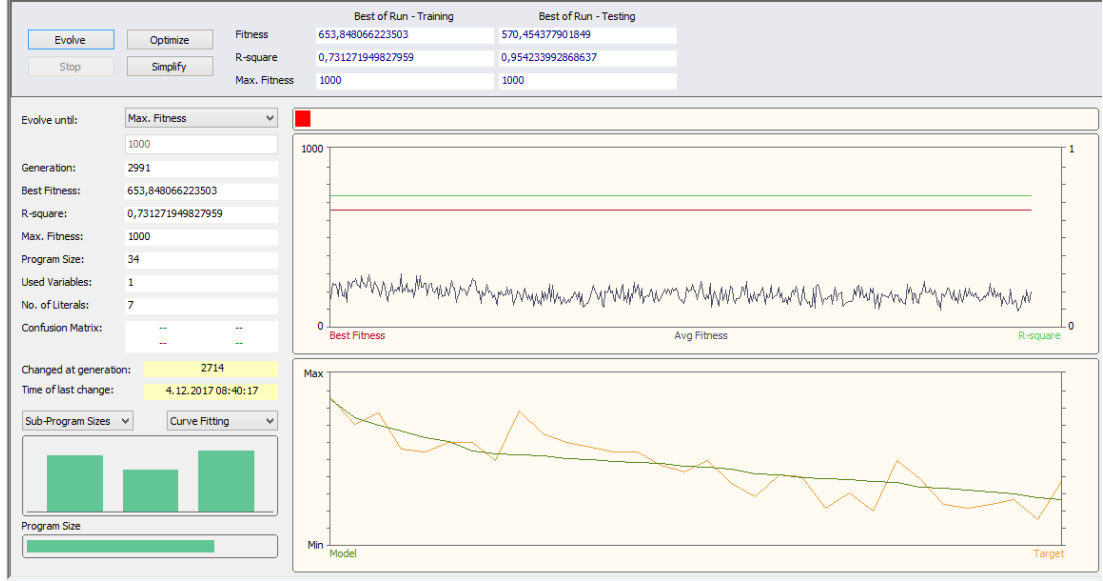 Best of Run - Training Best of Run - Testing
Evolve Optimize Fitness 653,848066223503 570,454377901849
Stop Simplify R-square 0,731271949827959 0,954233992868637
Max. Fitness 1000 1000
Evolve until: Max. Fitness
1000
Generation: 2991
Best Fitness: 653,848066223503
R-square: 0,731271949827959
Max. Fitness: 1000
Program Size: 34
Used Variables: 1
No. of Literals: 7
Confusion Matrix: -- --
-- --
Changed at generation: 2714
Time of last change: 4.12.2017 08:40:17
Sub-Program Sizes Curve Fitting
Program Size
1000 1
0 0
Best Fitness Avg Fitness R-square
Max
Min
Model Target